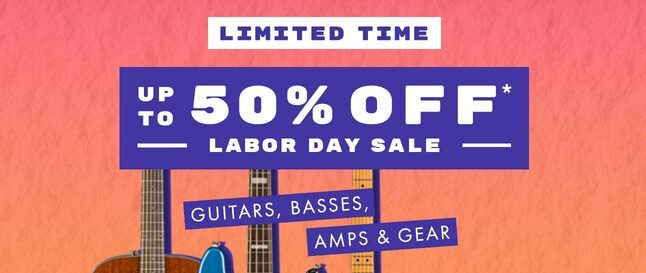 LIMITED TIME
UP TO 50% OFF*
LABOR DAY SALE
GUITARS, BASSES,
AMPS & GEAR